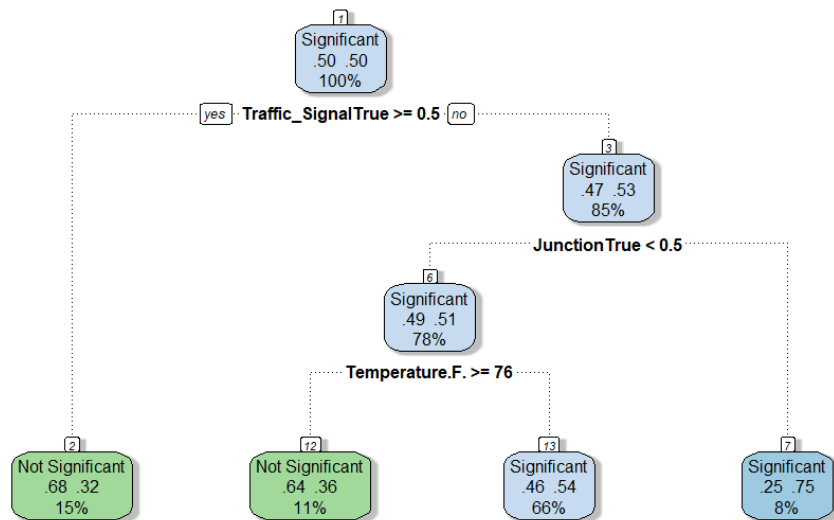 1
Significant
.50 .50
100%
yes Traffic_SignalTrue >= 0.5 no
3
Significant
.47 .53
85%
JunctionTrue < 0.5
6
Significant
.49 .51
78%
Temperature.F. >= 76
2
Not Significant
.68 .32
15%
12
Not Significant
.64 .36
11%
13
Significant
.46 .54
66%
7
Significant
.25 .75
8%